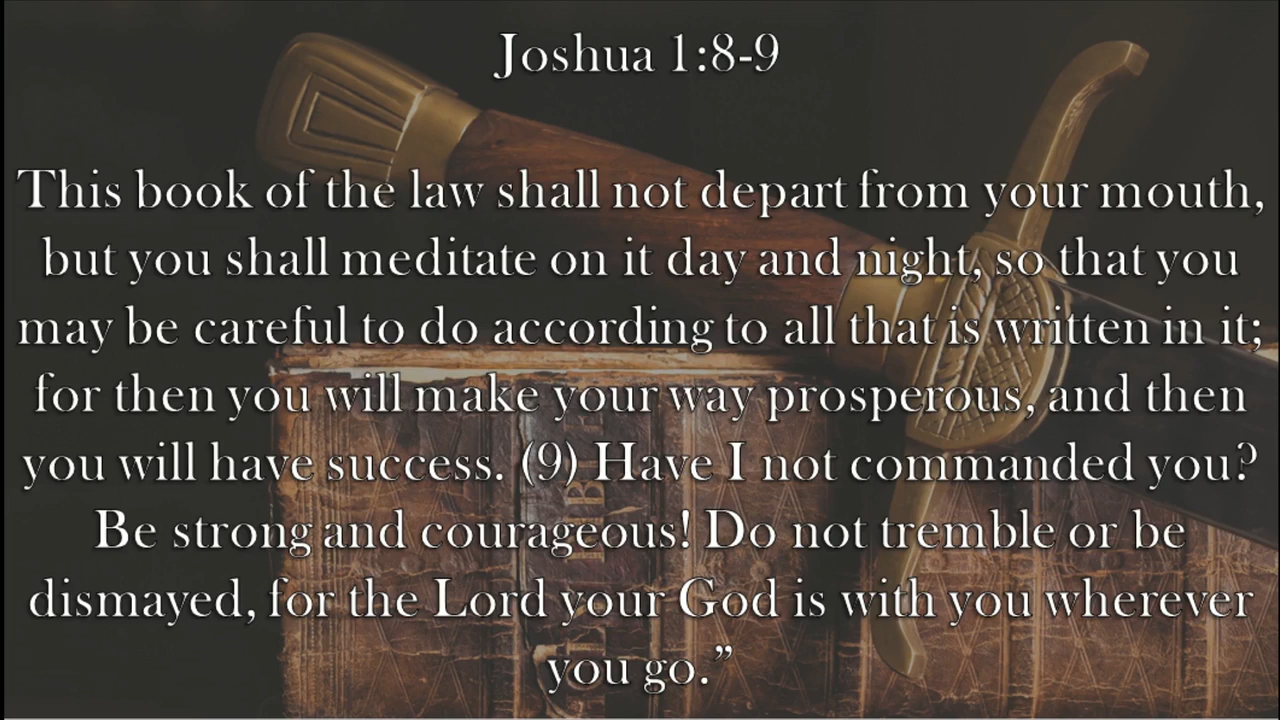 Joshua 1:8-9
This book of the law shall not depart from your mouth,
but you shall meditate on it day and night, so that you
may be careful to do according to all that is written in it;
for then you will make your way prosperous, and then
you will have success. (9) Have I not commanded you?
Be strong and courageous! Do not tremble or be
dismayed, for the Lord your God is with you wherever
you go.”